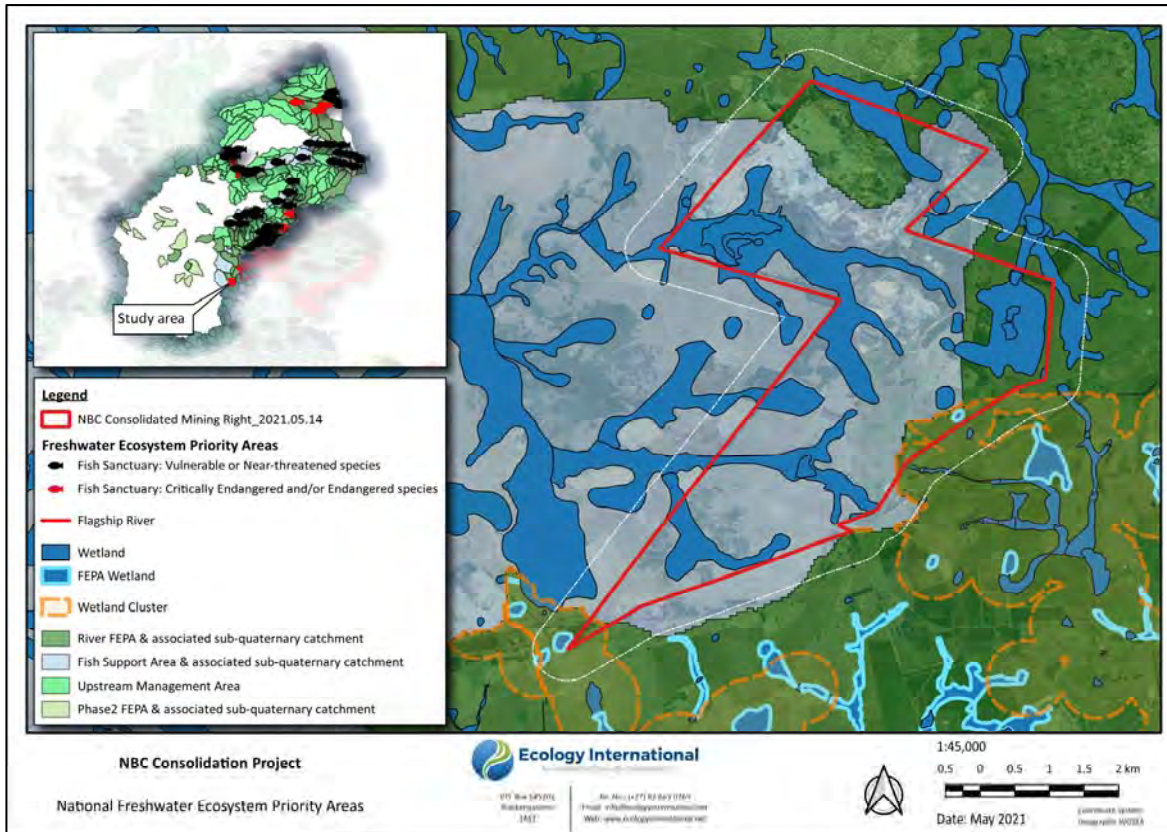 Study area
Legend
NBC Consolidated Mining Right_2021.05.14
Freshwater Ecosystem Priority Areas
Fish Sanctuary: Vulnerable or Near-threatened species
Fish Sanctuary: Critically Endangered and/or Endangered species
Flagship River
Wetland
FEPA Wetland
Wetland Cluster
River FEPA & associated sub-quaternary catchment
Fish Support Area & associated sub-quaternary catchment
Upstream Management Area
Phase2 FEPA & associated sub-quaternary catchment
NBC Consolidation Project
National Freshwater Ecosystem Priority Areas
Ecology International
1:45,000
0.5 0 0.5 1 1.5 2 km
Date: May 2021